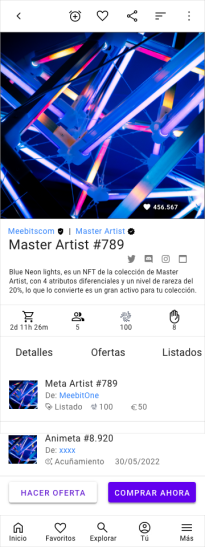 456.567
Meebitscom | Master Artist
Master Artist #789
Blue Neon lights, es un NFT de la colección de Master
Artist, con 4 atributos diferenciales y un nivel de rareza del
20%, lo que lo convierte es un gran activo para tu colección.
2d 11h 26m 5 100 8
Detalles Ofertas Listados
Meta Artist #789
De: MeebitOne
Listado 100 €50
Animeta #8.920
De: xxxx
Acuñamiento 30/05/2022
HACER OFERTA COMPRAR AHORA
Inicio Favoritos Explorar Tú Más